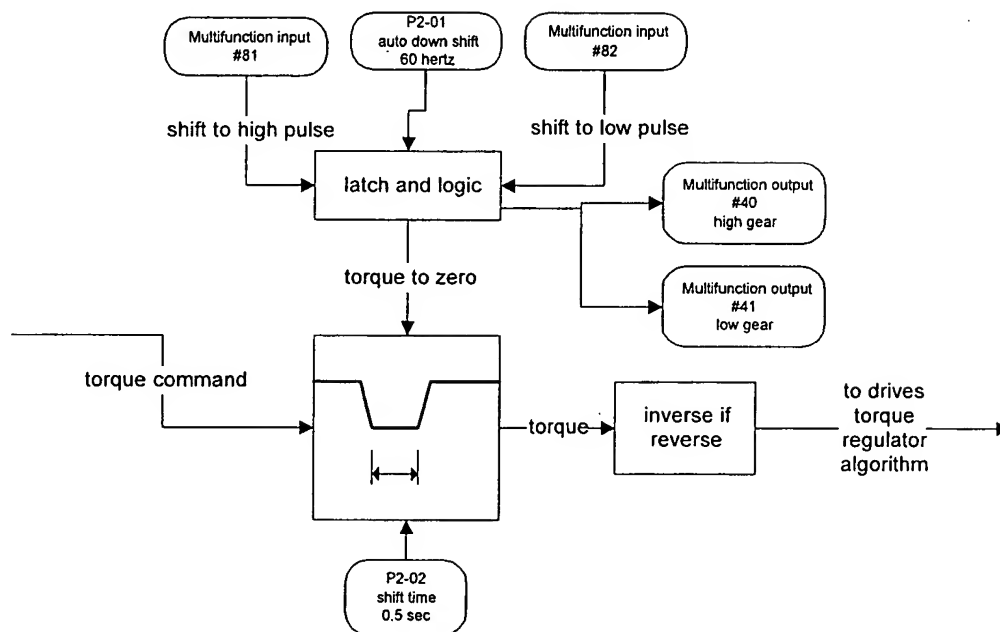 Multifunction input
#81
P2-01
auto down shift
60 hertz
Multifunction input
#82
shift to high pulse
shift to low pulse
latch and logic
Multifunction output
#40
high gear
torque to zero
Multifunction output
#41
low gear
torque command
torque
inverse if
reverse
to drives
torque
regulator
algorithm
P2-02
shift time
0.5 sec